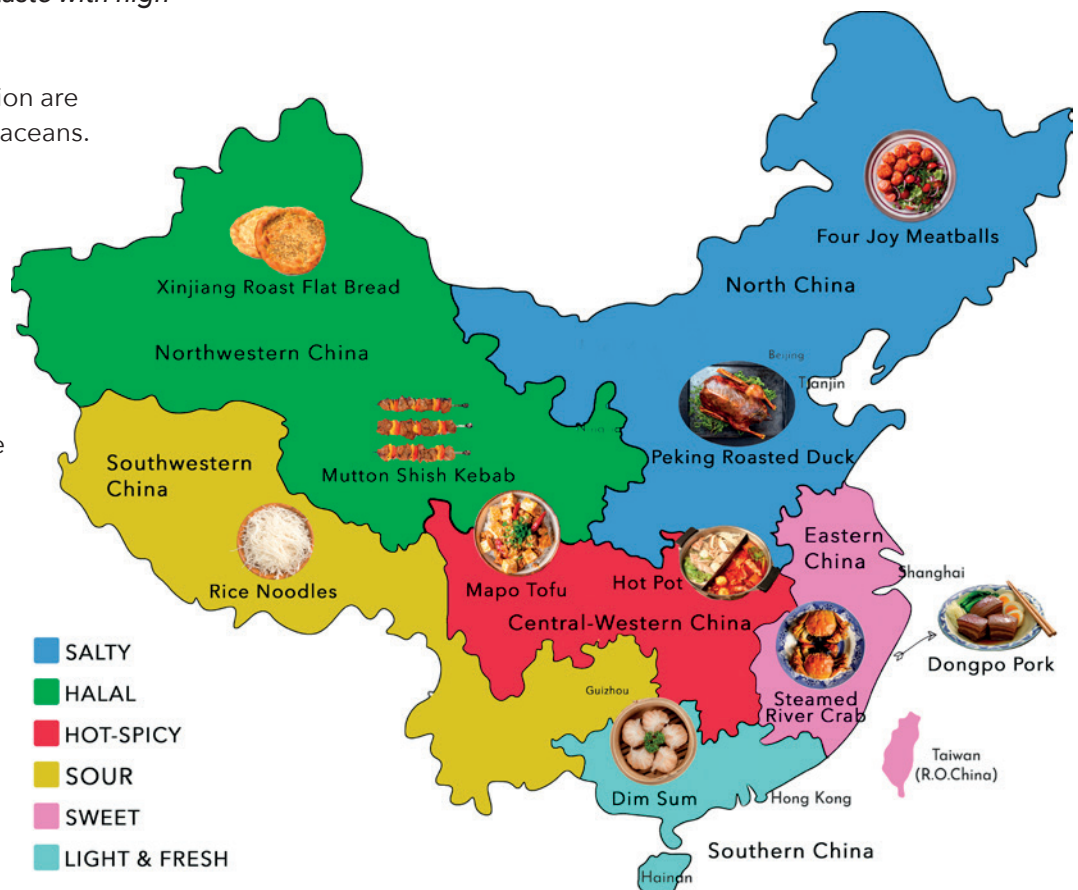 ion are
aceans.
Four Joy Meatballs
Xinjiang Roast Flat Bread
North China
Northwestern China
Beijing
Tianjin
Mutton Shish Kebab
Peking Roasted Duck
Southwestern
China
Rice Noodles
Mapo Tofu
Hot Pot
Central-Western China
Eastern
China
Shanghai
Dongpo Pork
Steamed
River Crab
Guizhou
Dim Sum
Taiwan
(R.O.China)
Hong Kong
Southern China
Hainan
SALTY
HALAL
HOT-SPICY
SOUR
SWEET
LIGHT & FRESH